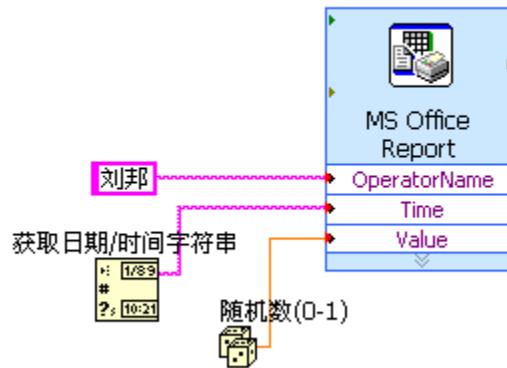 MS Office
Report
刘邦
OperatorName
Time
获取日期/时间字符串
Value
1/89
#
?s 10:21
随机数(0-1)